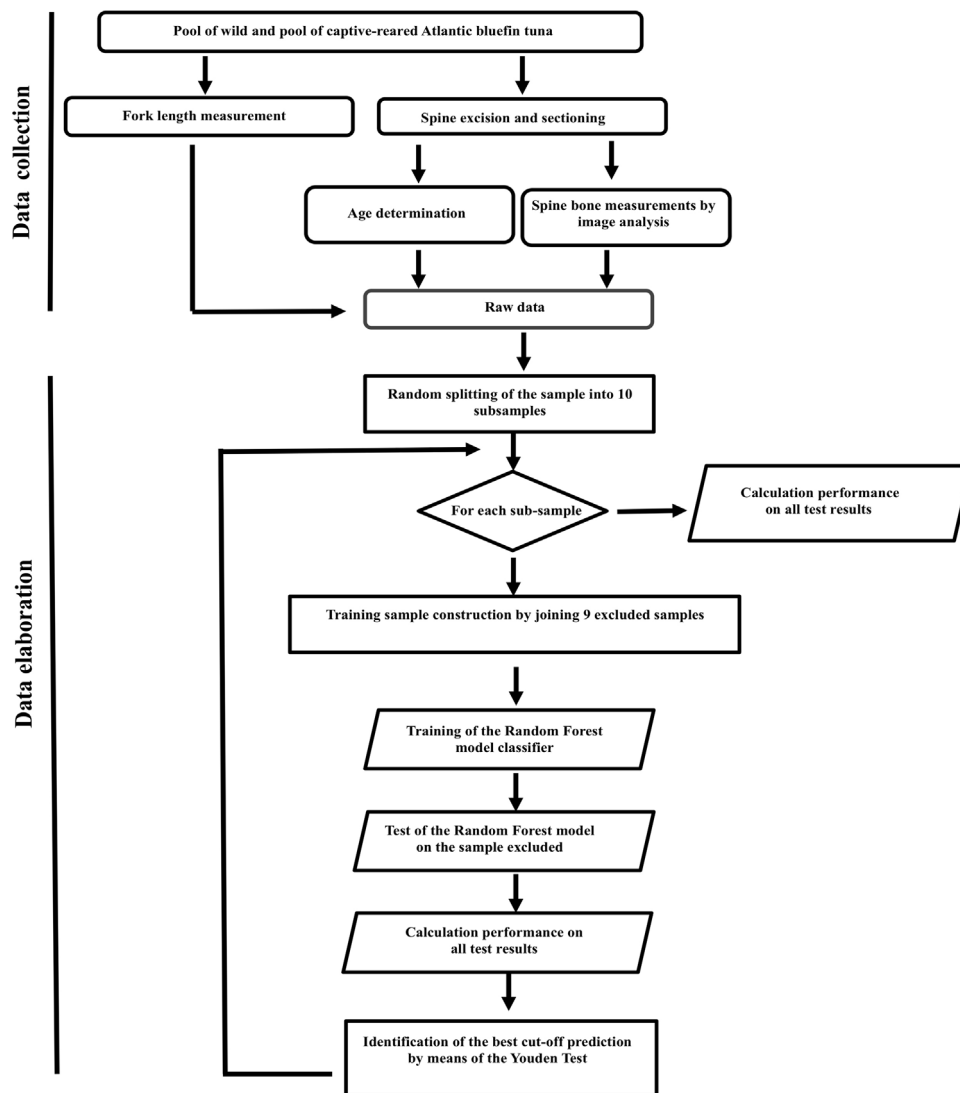 Data collection
Pool of wild and pool of captive-reared Atlantic bluefin tuna
Fork length measurement
Spine excision and sectioning
Age determination
Spine bone measurements by
image analysis
Raw data
Data elaboration
Random splitting of the sample into 10
subsamples
For each sub-sample
Calculation performance
on all test results
Training sample construction by joining 9 excluded samples
Training of the Random Forest
model classifier
Test of the Random Forest model
on the sample excluded
Calculation performance on
all test results
Identification of the best cut-off prediction
by means of the Youden Test